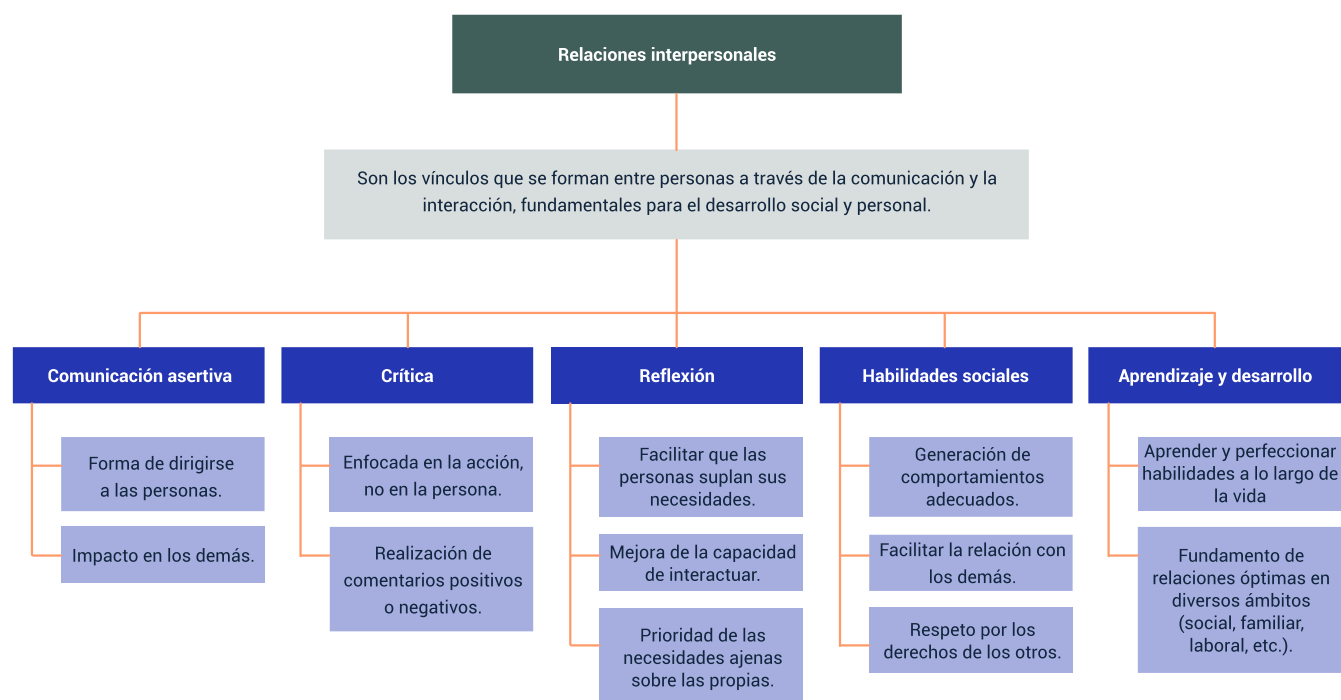 Relaciones interpersonales
Son los vínculos que se forman entre personas a través de la comunicación y la
interacción, fundamentales para el desarrollo social y personal.
Comunicación asertiva
Forma de dirigirse
a las personas.
Impacto en los demás.
Crítica
Enfocada en la acción,
no en la persona.
Realización de
comentarios positivos
o negativos.
Reflexión
Facilitar que las
personas suplan sus
necesidades.
Mejora de la capacidad
de interactuar.
Prioridad de las
necesidades ajenas
sobre las propias.
Habilidades sociales
Generación de
comportamientos
adecuados.
Facilitar la relación con
los demás.
Respeto por los
derechos de los otros.
Aprendizaje y desarrollo
Aprender y perfeccionar
habilidades a lo largo de
la vida
Fundamento de
relaciones óptimas en
diversos ámbitos
(social, familiar,
laboral, etc.).